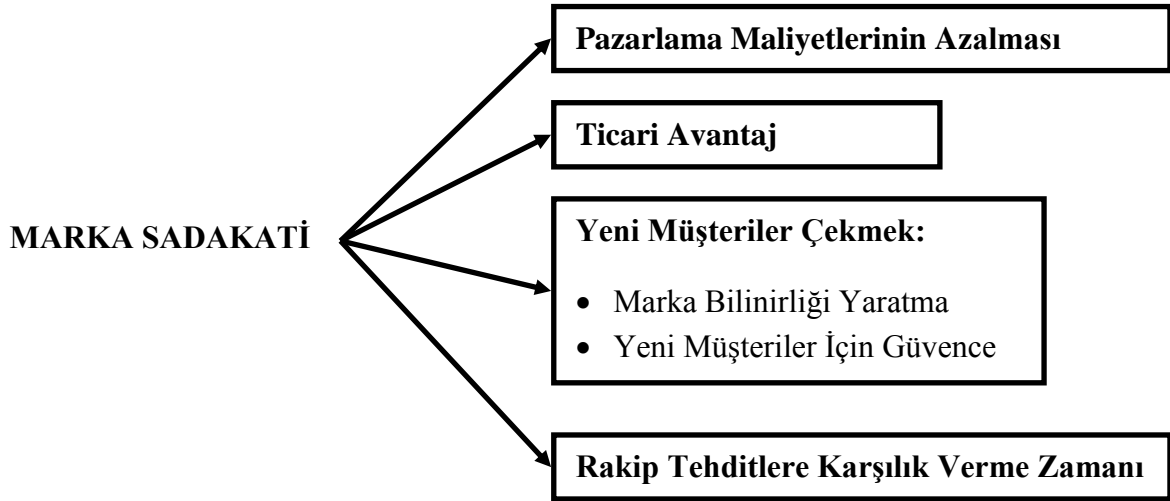 Pazarlama Maliyetlerinin Azalması
Ticari Avantaj
MARKA SADAKATİ
Yeni Müşteriler Çekmek:
• Marka Bilinirliği Yaratma
• Yeni Müşteriler İçin Güvence
Rakip Tehditlere Karşılık Verme Zamanı